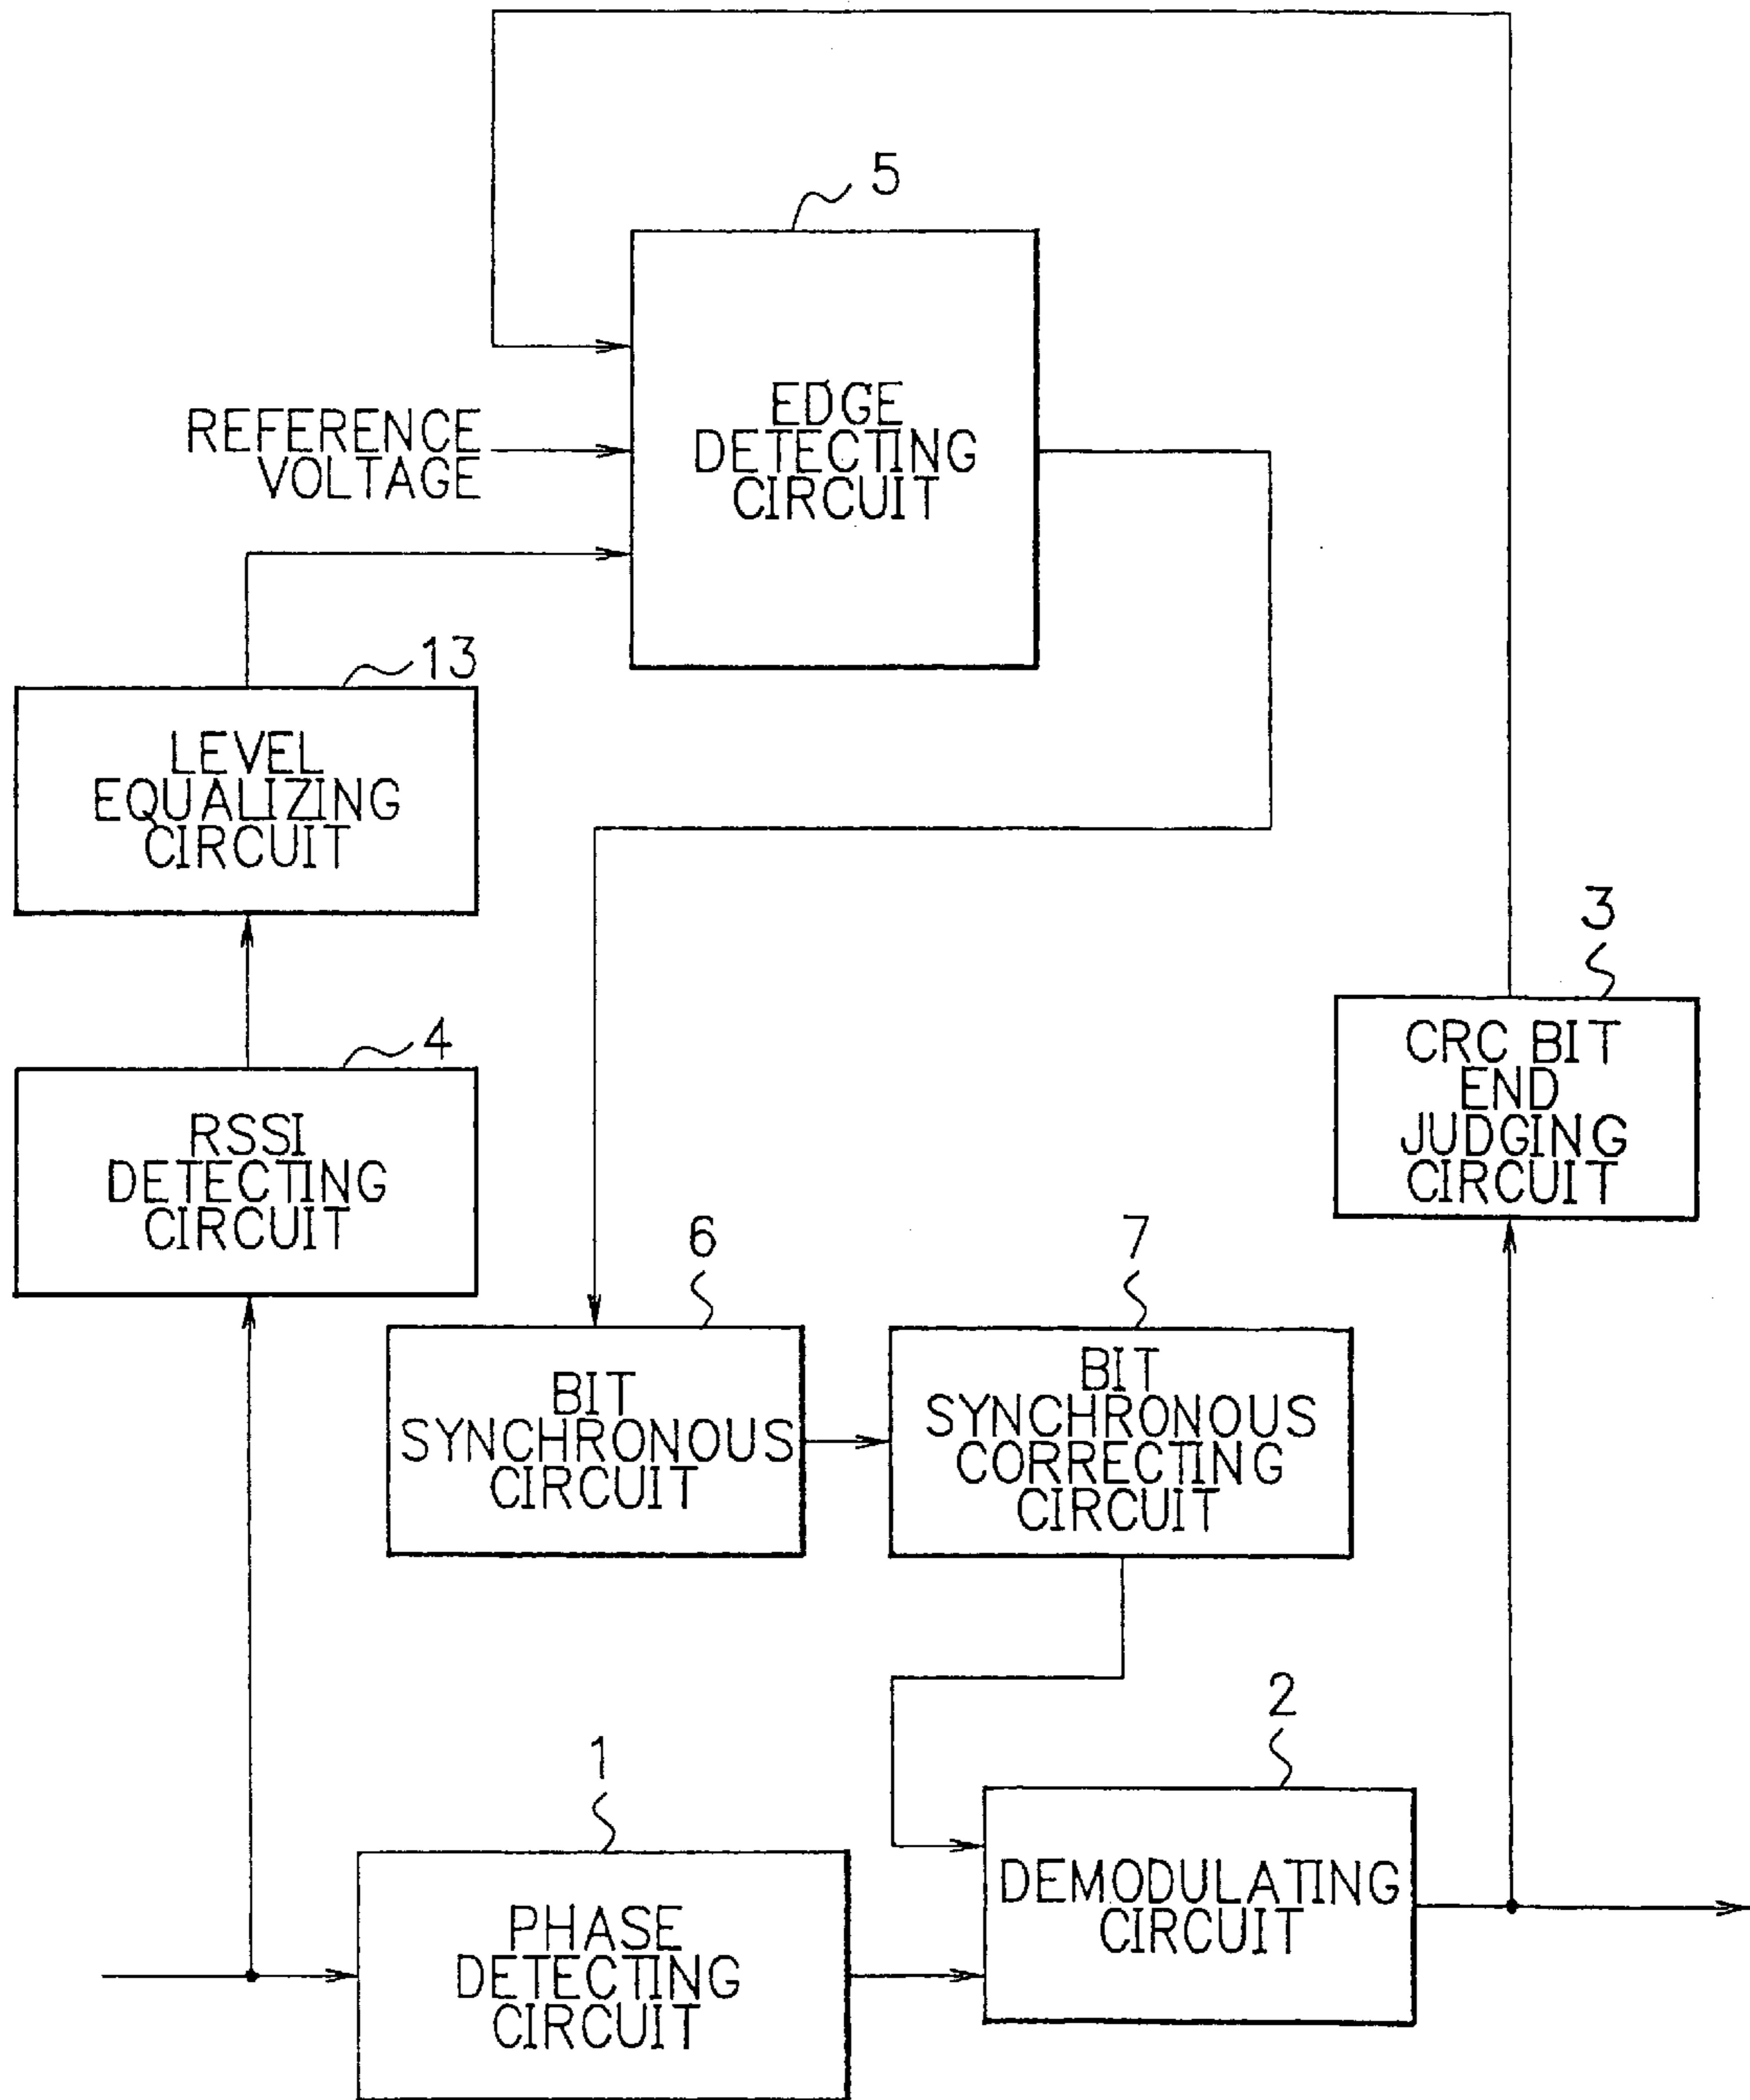 5
EDGE
DETECTING
CIRCUIT
REFERENCE
VOLTAGE
13
LEVEL
EQUALIZING
CIRCUIT
3
CRC BIT
END
JUDGING
CIRCUIT
4
RSSI
DETECTING
CIRCUIT
6
BIT
SYNCHRONOUS
CIRCUIT
7
BIT
SYNCHRONOUS
CORRECTING
CIRCUIT
2
DEMODULATING
CIRCUIT
1
PHASE
DETECTING
CIRCUIT